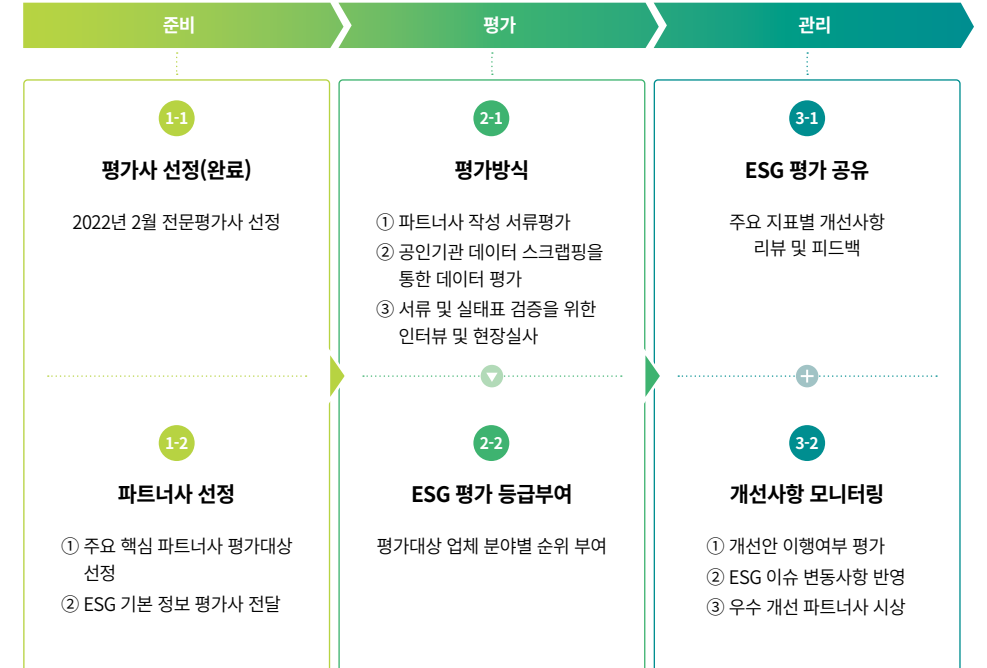 준비
평가
관리
1-1
평가사 선정(완료)
2022년 2월 전문평가사 선정
1-2
파트너사 선정
① 주요 핵심 파트너사 평가대상
선정
② ESG 기본 정보 평가사 전달
2-1
평가방식
① 파트너사 작성 서류평가
② 공인기관 데이터 스크랩핑을
통한 데이터 평가
③ 서류 및 실태표 검증을 위한
인터뷰 및 현장실사
2-2
ESG 평가 등급부여
평가대상 업체 분야별 순위 부여
3-1
ESG 평가 공유
주요 지표별 개선사항
리뷰 및 피드백
3-2
개선사항 모니터링
① 개선안 이행여부 평가
② ESG 이슈 변동사항 반영
③ 우수 개선 파트너사 시상